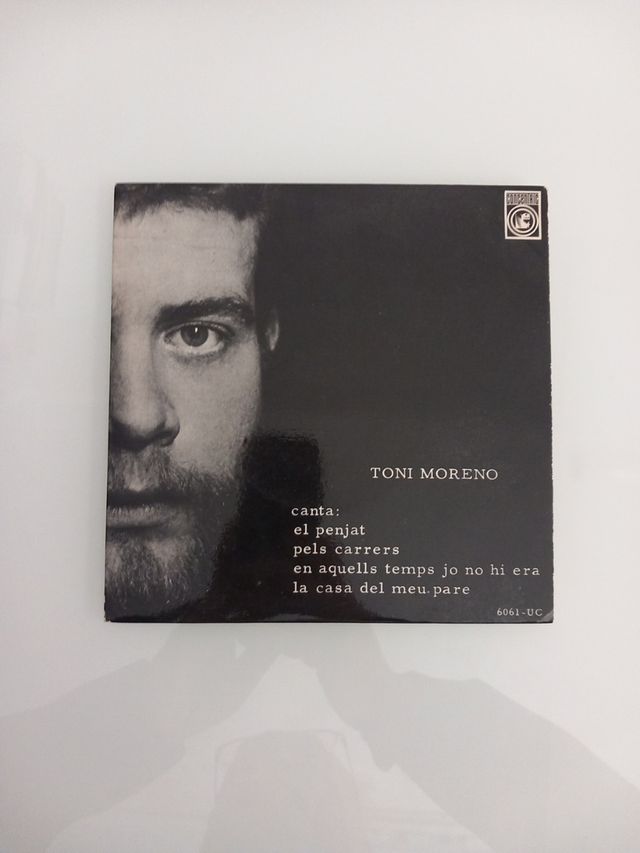 TONI MORENO
canta:
el penjat
pels carrers
en aquells temps jo no hi era
la casa del meu pare
6061-UC